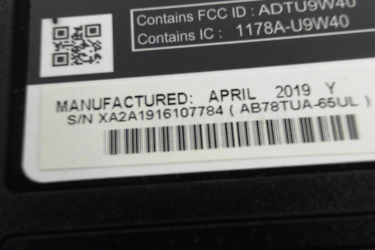 Contains FCC ID : ADTU9W40
Contains IC : 1178A-U9W40
MANUFACTURED: APRIL 2019 Y
S/N XA2A1916107784 ( AB78TUA-65UL )